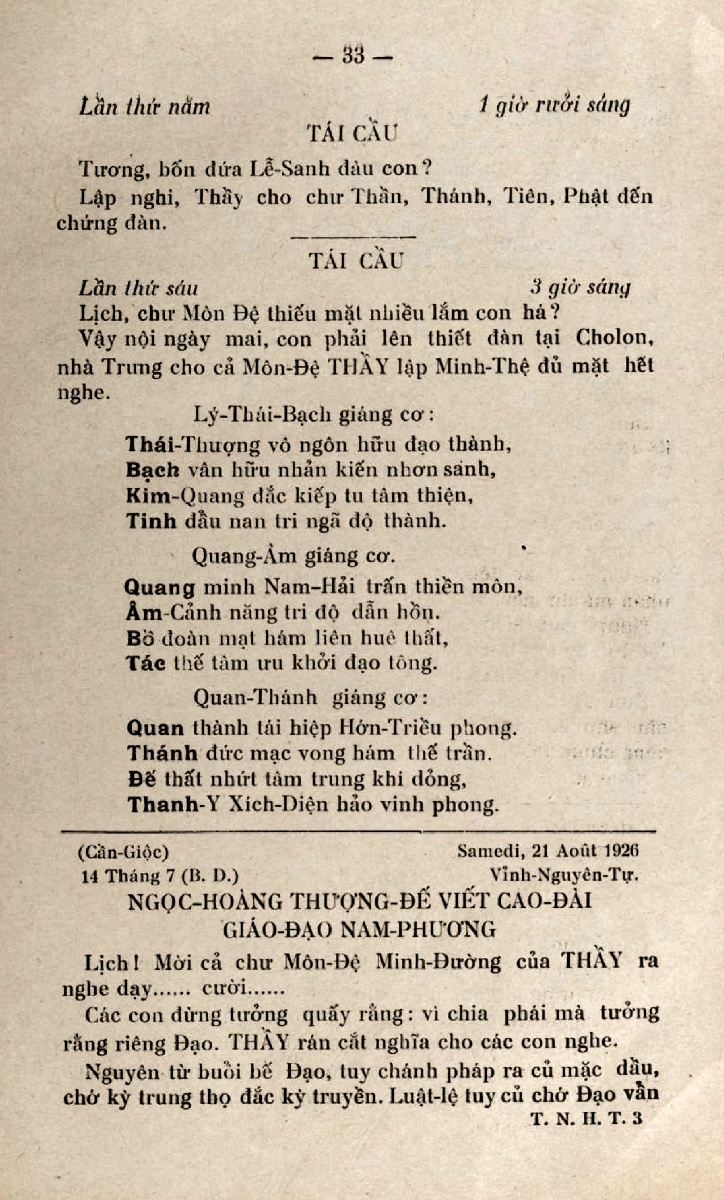 — 33 —
Lần thứ năm 1 giờ rưởi sáng
TÁI CẦU
Tương, bốn đứa Lễ-Sanh đàu con?
Lập nghi, Thầy cho chư Thần, Thánh, Tiên, Phật đến
chứng đàn.
TÁI CẦU
Lần thứ sáu 3 giờ sáng
Lịch, chư Môn Đệ thiếu mặt nhiều lắm con há?
Vậy nội ngày mai, con phải lên thiết đàn tại Cholon,
nhà Trung cho cả Môn-Đệ THẦY lập Minh-Thệ đủ mặt hết
nghe.
Lý-Thái-Bạch giáng cơ:
Thái-Thượng vô ngôn hữu đạo thành,
Bạch vân hữu nhản kiến nhơn sanh,
Kim-Quang đắc kiếp tu tâm thiện,
Tinh đẩu nan tri ngã độ thành.
Quang-Âm giáng cơ.
Quang minh Nam-Hải trấn thiền môn,
Âm-Cảnh năng tri độ dẫn hồn.
Bồ đoàn mạt hám liên huê thất,
Tác thế tâm ưu khởi đạo tông.
Quan-Thánh giáng cơ:
Quan thành tái hiệp Hớn-Triều phong.
Thánh đức mạc vong hám thế trần.
Đế thất nhứt tâm trung khi dỏng,
Thanh-Y Xích-Diện hảo vinh phong.
(Cần-Giộc) Samedi, 21 Août 1926
14 Tháng 7 (B. D.) Vĩnh-Nguyên-Tự.
NGỌC-HOÀNG THƯỢNG-ĐẾ VIẾT CAO-ĐÀI
GIÁO-ĐẠO NAM-PHƯƠNG
Lịch! Mời cả chư Môn-Đệ Minh-Đường của THẦY ra
nghe dạy...... cười......
Các con đừng tưởng quấy rằng: vì chia phái mà tưởng
rằng riêng Đạo. THẦY rán cắt nghĩa cho các con nghe.
Nguyên từ buổi bế Đạo, tuy chánh pháp ra củ mặc dầu,
chớ kỳ trung thọ đắc kỳ truyền. Luật-lệ tuy củ chớ Đạo vẫn
T. N. H. T. 3